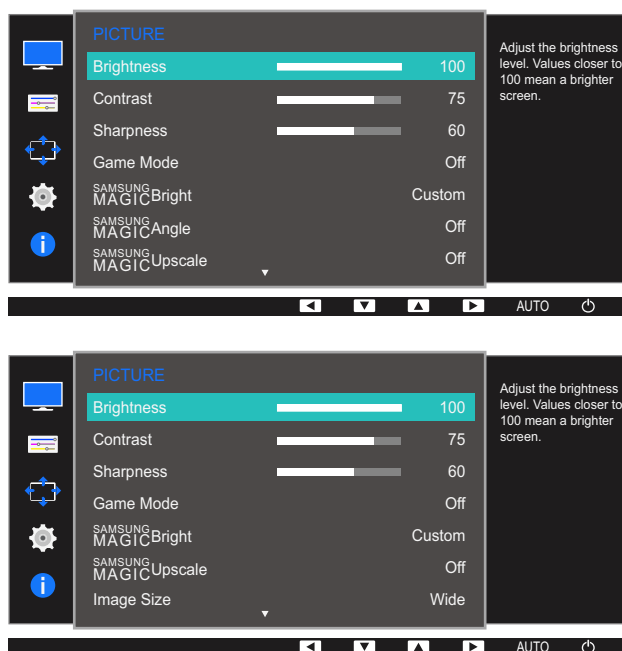 PICTURE
Brightness 100
Contrast 75
Sharpness 60
Game Mode Off
SAMSUNG MAGIC Bright Custom
SAMSUNG MAGIC Angle Off
SAMSUNG MAGIC Upscale Off
Adjust the brightness
level. Values closer to
100 mean a brighter
screen.
AUTO
PICTURE
Brightness 100
Contrast 75
Sharpness 60
Game Mode Off
SAMSUNG MAGIC Bright Custom
SAMSUNG MAGIC Upscale Off
Image Size Wide
Adjust the brightness
level. Values closer to
100 mean a brighter
screen.
AUTO